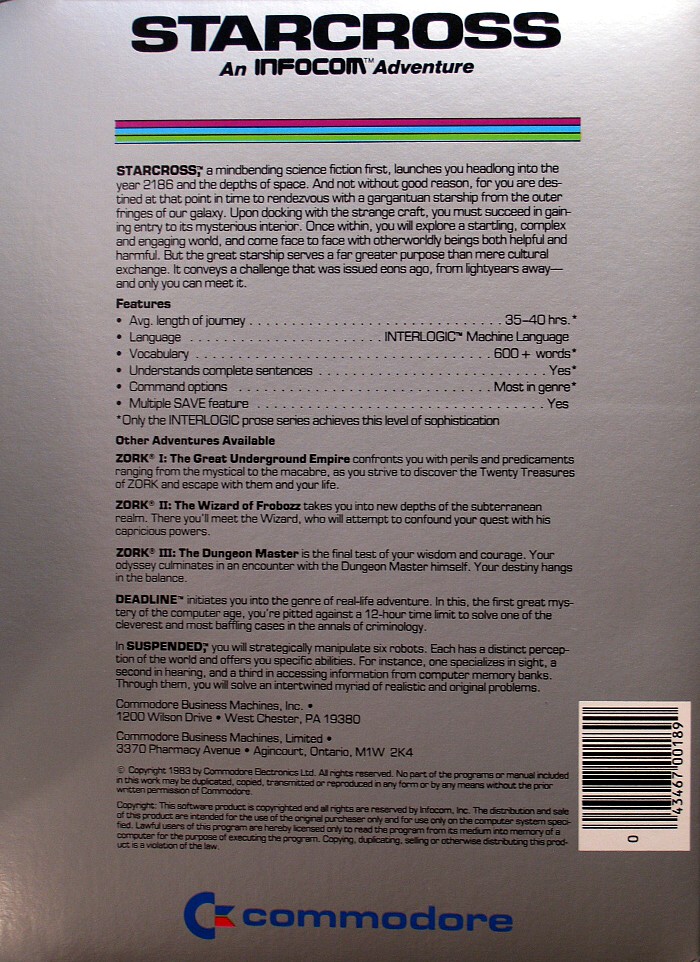 STARCROSS
An INFOCOM™ Adventure
STARCROSS,™ a mindbending science fiction first, launches you headlong into the
year 2186 and the depths of space. And not without good reason, for you are des-
tined at that point in time to rendezvous with a gargantuan starship from the outer
fringes of our galaxy. Upon docking with the strange craft, you must succeed in gain-
ing entry to its mysterious interior. Once within, you will explore a startling, complex
and engaging world, and come face to face with otherworldly beings both helpful and
harmful. But the great starship serves a far greater purpose than mere cultural
exchange. It conveys a challenge that was issued eons ago, from lightyears away—
and only you can meet it.
Features
• Avg. length of journey . . . . . . . . . . . . . . . . . . . . . . . . . . . . . . 35–40 hrs.*
• Language . . . . . . . . . . . . . . . . . . . . . . . INTERLOGIC™ Machine Language
• Vocabulary . . . . . . . . . . . . . . . . . . . . . . . . . . . . . . . . . . . 600 + words*
• Understands complete sentences . . . . . . . . . . . . . . . . . . . . . . . . . . . Yes*
• Command options . . . . . . . . . . . . . . . . . . . . . . . . . . . . . Most in genre*
• Multiple SAVE feature . . . . . . . . . . . . . . . . . . . . . . . . . . . . . . . . . . Yes
*Only the INTERLOGIC prose series achieves this level of sophistication
Other Adventures Available
ZORK® I: The Great Underground Empire confronts you with perils and predicaments
ranging from the mystical to the macabre, as you strive to discover the Twenty Treasures
of ZORK and escape with them and your life.
ZORK® II: The Wizard of Frobozz takes you into new depths of the subterranean
realm. There you'll meet the Wizard, who will attempt to confound your quest with his
capricious powers.
ZORK® III: The Dungeon Master is the final test of your wisdom and courage. Your
odyssey culminates in an encounter with the Dungeon Master himself. Your destiny hangs
in the balance.
DEADLINE™ initiates you into the genre of real-life adventure. In this, the first great mys-
tery of the computer age, you're pitted against a 12-hour time limit to solve one of the
cleverest and most baffling cases in the annals of criminology.
In SUSPENDED,™ you will strategically manipulate six robots. Each has a distinct percep-
tion of the world and offers you specific abilities. For instance, one specializes in sight, a
second in hearing, and a third in accessing information from computer memory banks.
Through them, you will solve an intertwined myriad of realistic and original problems.
Commodore Business Machines, Inc. •
1200 Wilson Drive • West Chester, PA 19380
Commodore Business Machines, Limited •
3370 Pharmacy Avenue • Agincourt, Ontario, M1W 2K4
© Copyright 1983 by Commodore Electronics Ltd. All rights reserved. No part of the programs or manual included
in this work may be duplicated, copied, transmitted or reproduced in any form or by any means without the prior
written permission of Commodore.
Copyright: This software product is copyrighted and all rights are reserved by Infocom, Inc. The distribution and sale
of this product are intended for the use of the original purchaser only and for use only on the computer system speci-
fied. Lawful users of this program are hereby licensed only to read the program from its medium into memory of a
computer for the purpose of executing the program. Copying, duplicating, selling or otherwise distributing this prod-
uct is a violation of the law.
0 43467 00189
commodore